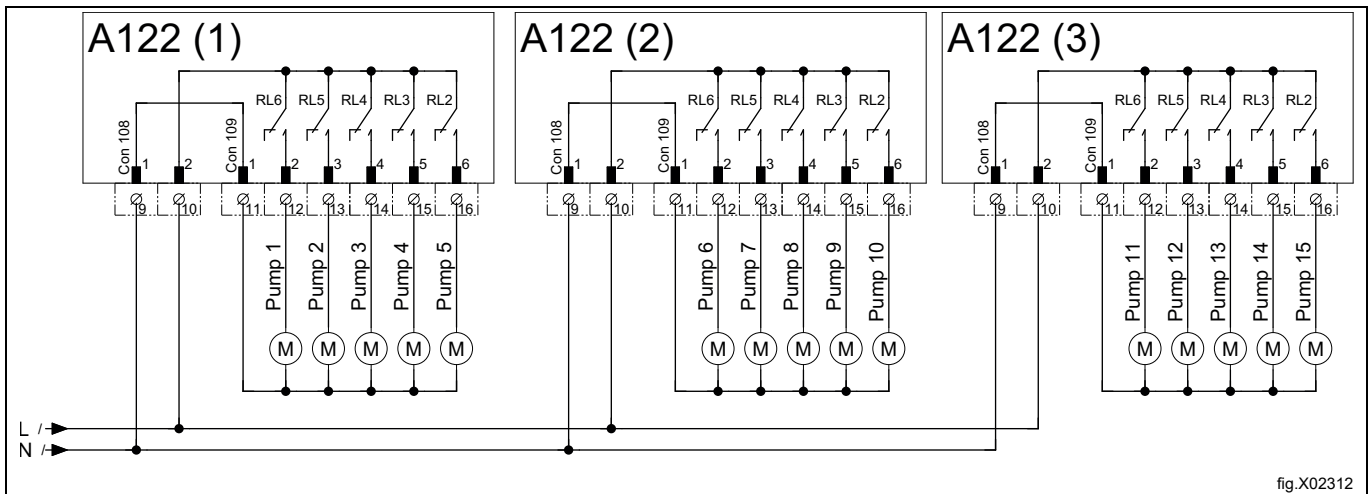 A122 (1) A122 (2) A122 (3)
RL6 RL5 RL4 RL3 RL2 RL6 RL5 RL4 RL3 RL2 RL6 RL5 RL4 RL3 RL2
Con 108 Con 109 Con 108 Con 109 Con 108 Con 109
1 2 1 2 3 4 5 6 1 2 1 2 3 4 5 6 1 2 1 2 3 4 5 6
9 10 11 12 13 14 15 16 9 10 11 12 13 14 15 16 9 10 11 12 13 14 15 16
Pump 1 Pump 2 Pump 3 Pump 4 Pump 5 Pump 6 Pump 7 Pump 8 Pump 9 Pump 10 Pump 11 Pump 12 Pump 13 Pump 14 Pump 15
M M M M M M M M M M M M M M M
L /
N /
fig.X02312